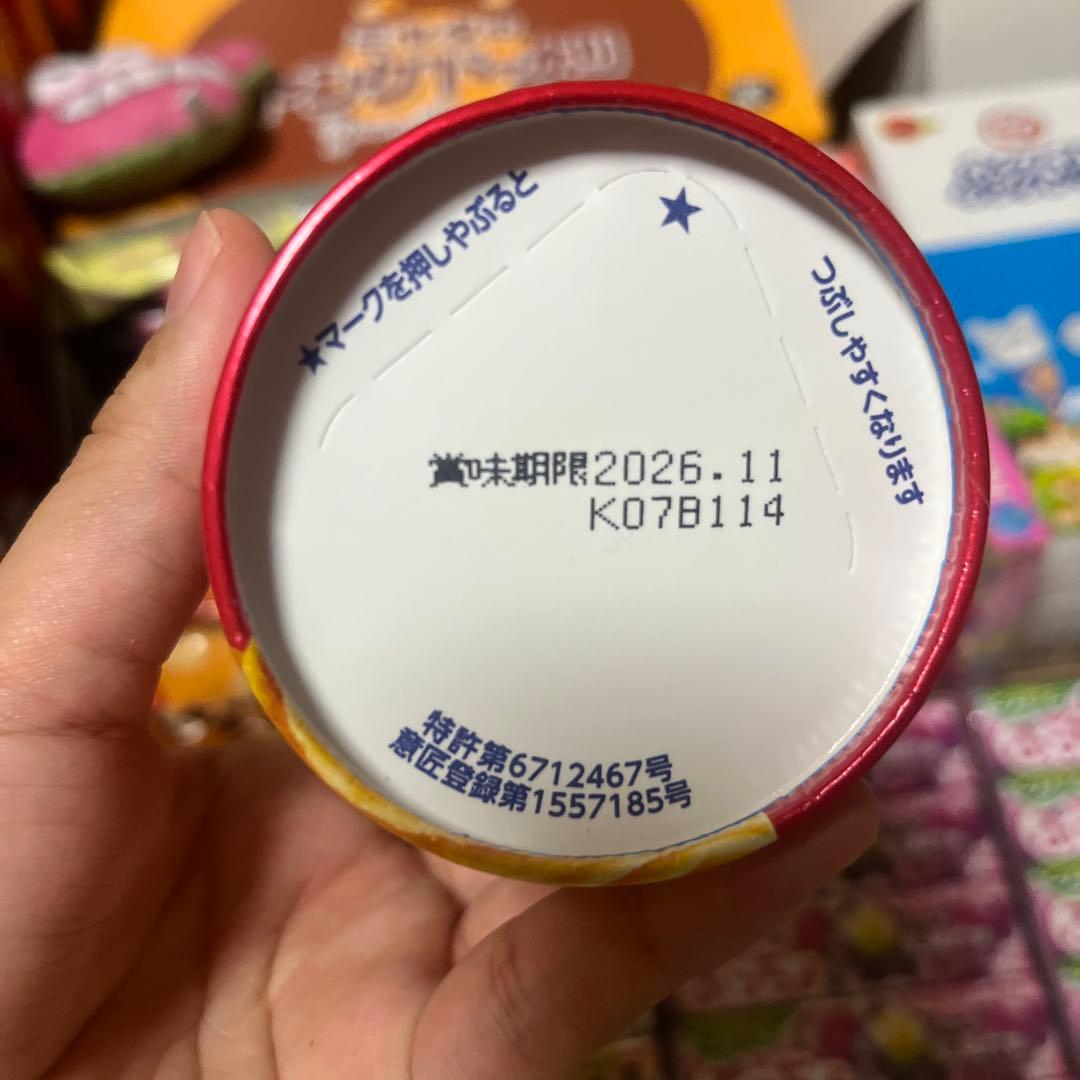 ★マークを押しやぶると
★
つぶしやすくなります
賞味期限2026.11
K07B114
特許第6712467号
意匠登録第1557185号